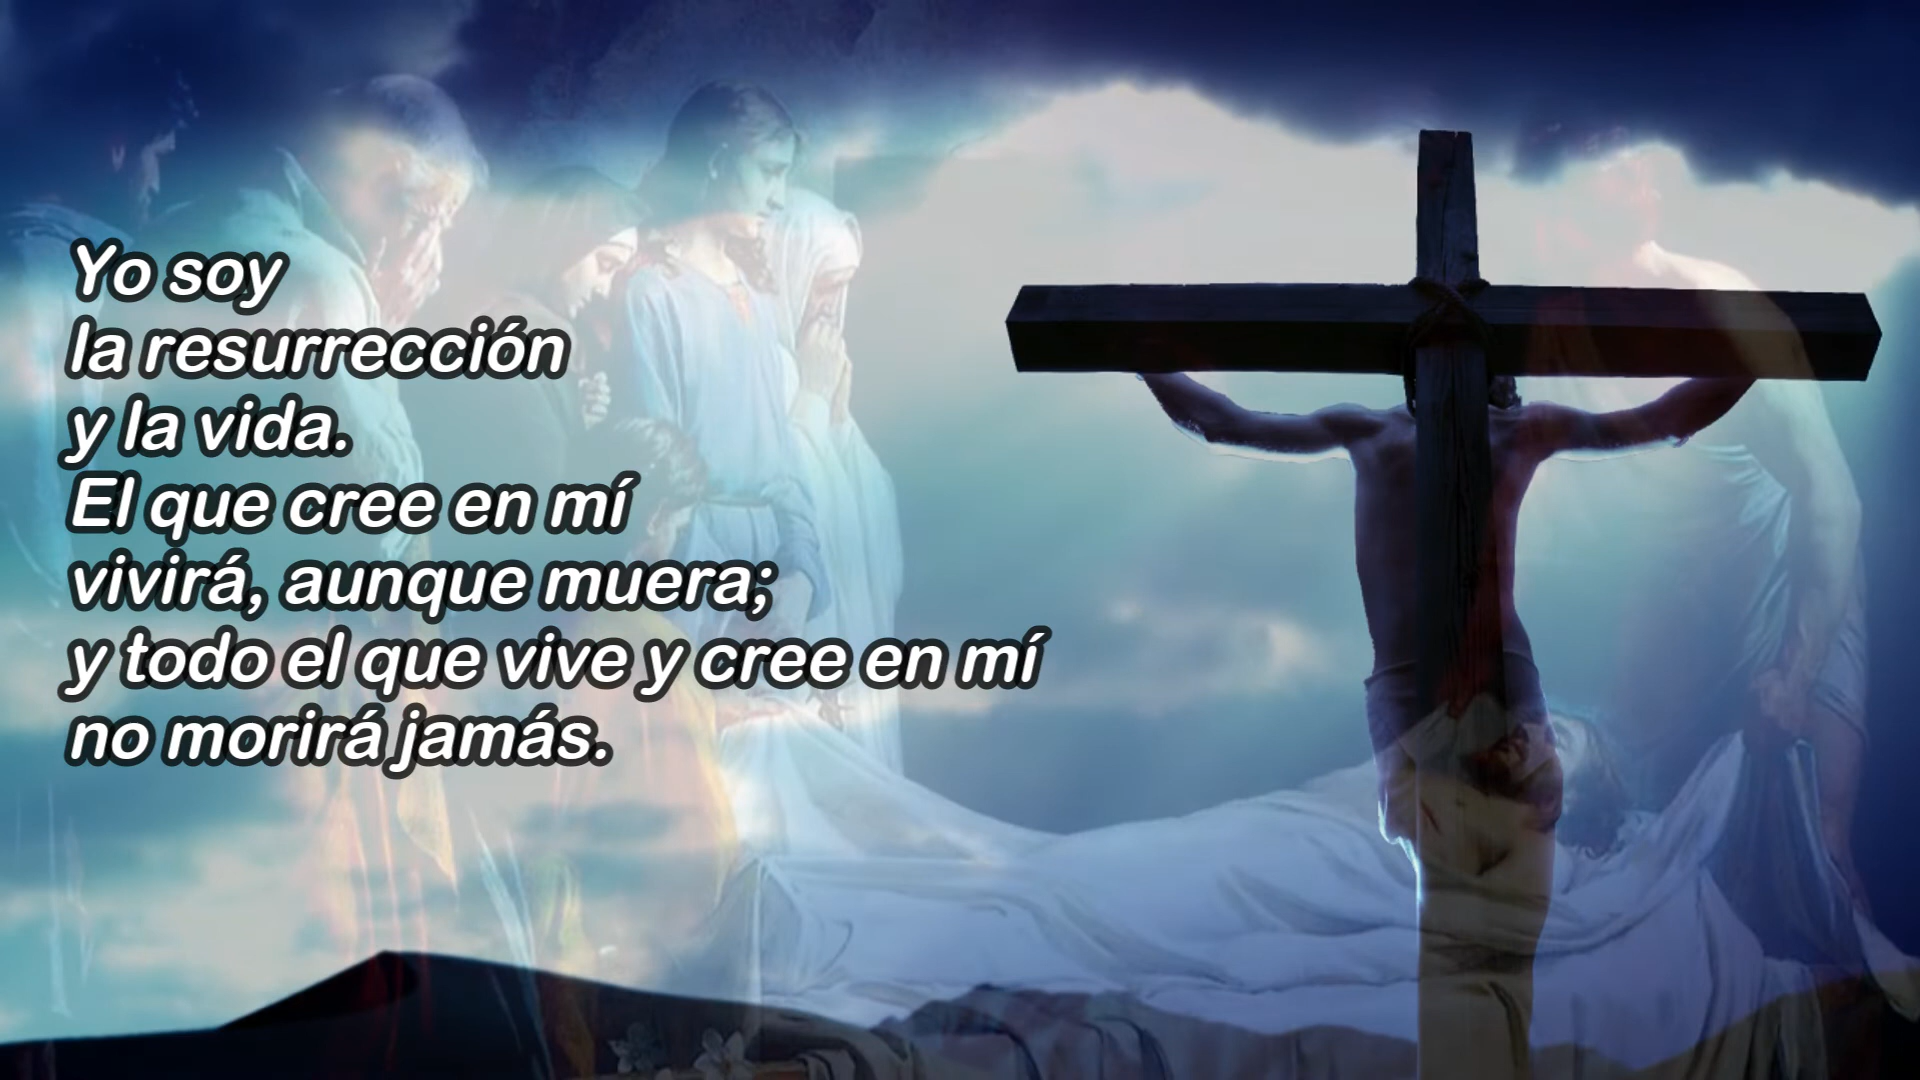 Yo soy
la resurrección
y la vida.
El que cree en mí
vivirá, aunque muera;
y todo el que vive y cree en mí
no morirá jamás.